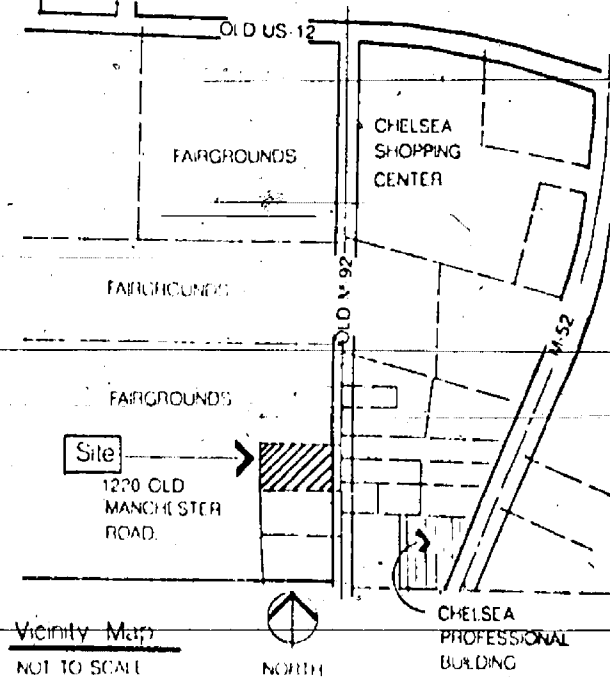 OLD US-12
CHELSEA
SHOPPING
CENTER
FAIRGROUNDS
FAIRGROUNDS
OLD M 92
M-52
FAIRGROUNDS
Site
1220 OLD
MANCHESTER
ROAD.
CHELSEA
PROFESSIONAL
BUILDING
Vicinity Map
NOT TO SCALE
NORTH